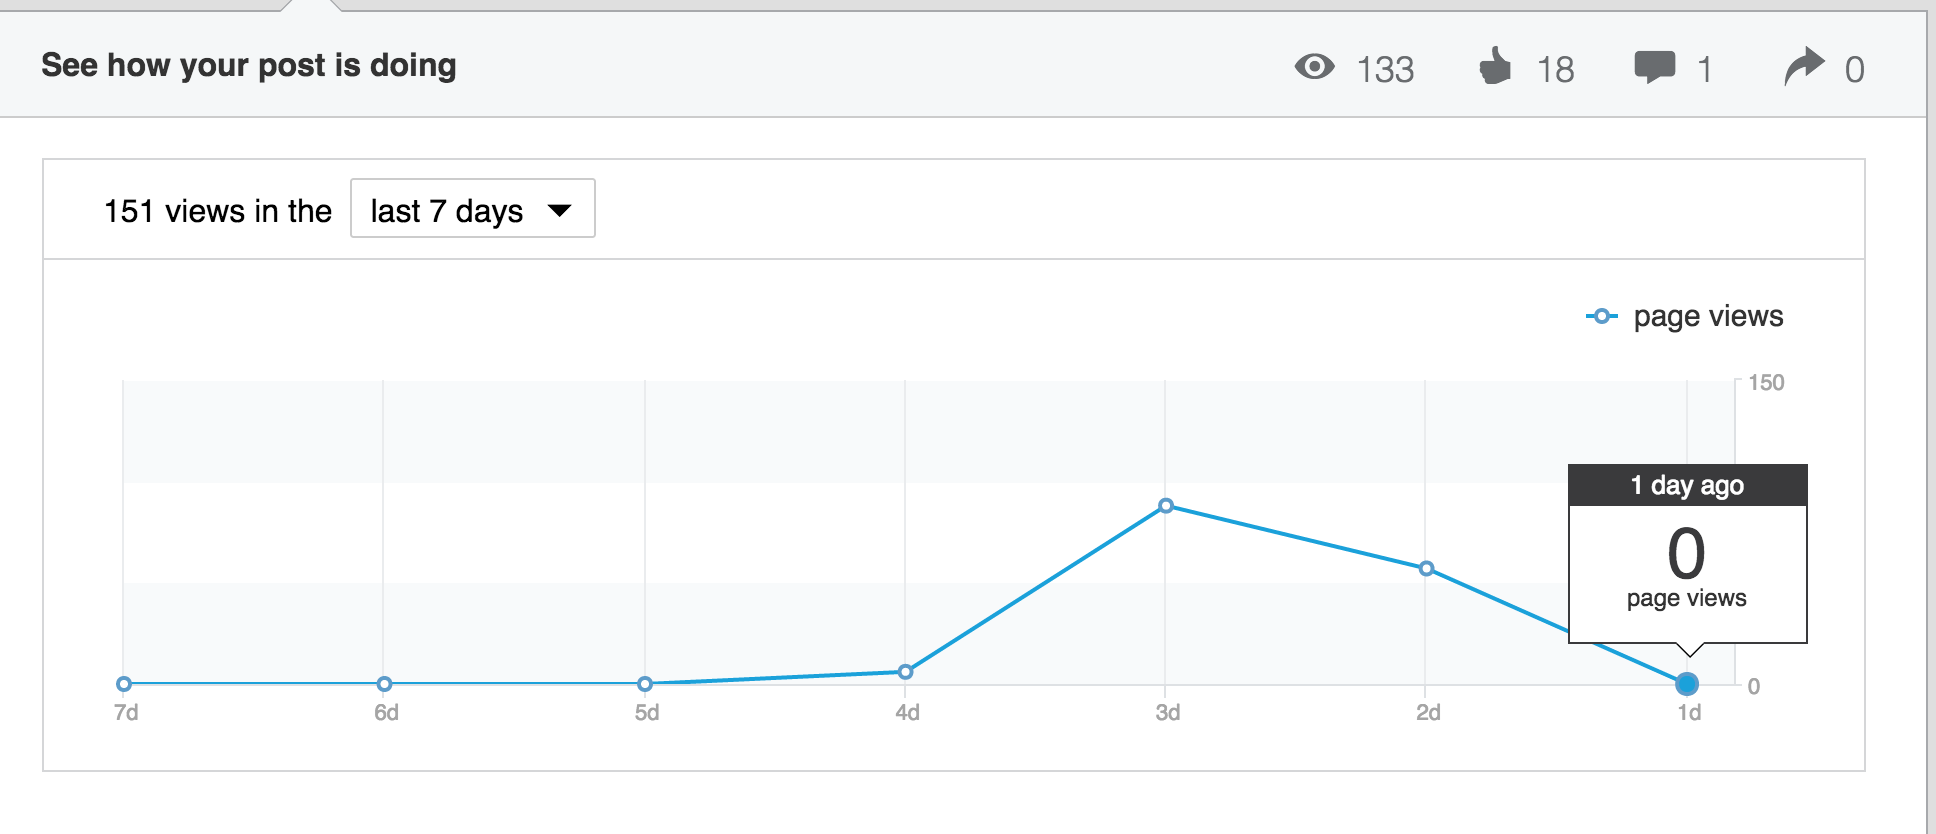 See how your post is doing 133 18 1 0
151 views in the last 7 days
page views
150
1 day ago
0
page views
0
7d 6d 5d 4d 3d 2d 1d